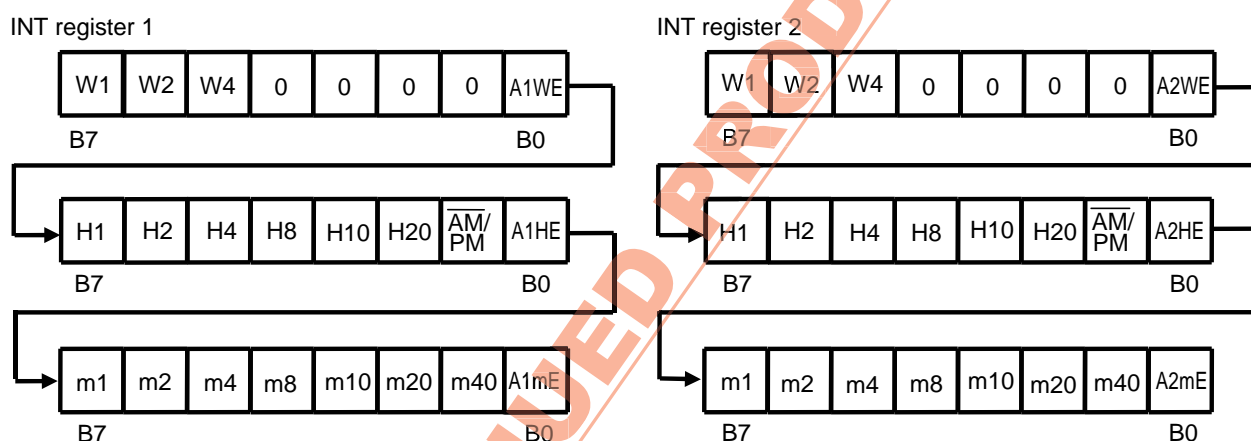 INT register 1
W1 W2 W4 0 0 0 0 A1WE
B7 B0
H1 H2 H4 H8 H10 H20 AM/PM A1HE
B7 B0
m1 m2 m4 m8 m10 m20 m40 A1mE
B7 B0
INT register 2
W1 W2 W4 0 0 0 0 A2WE
B7 B0
H1 H2 H4 H8 H10 H20 AM/PM A2HE
B7 B0
m1 m2 m4 m8 m10 m20 m40 A2mE
B7 B0
UED PROD